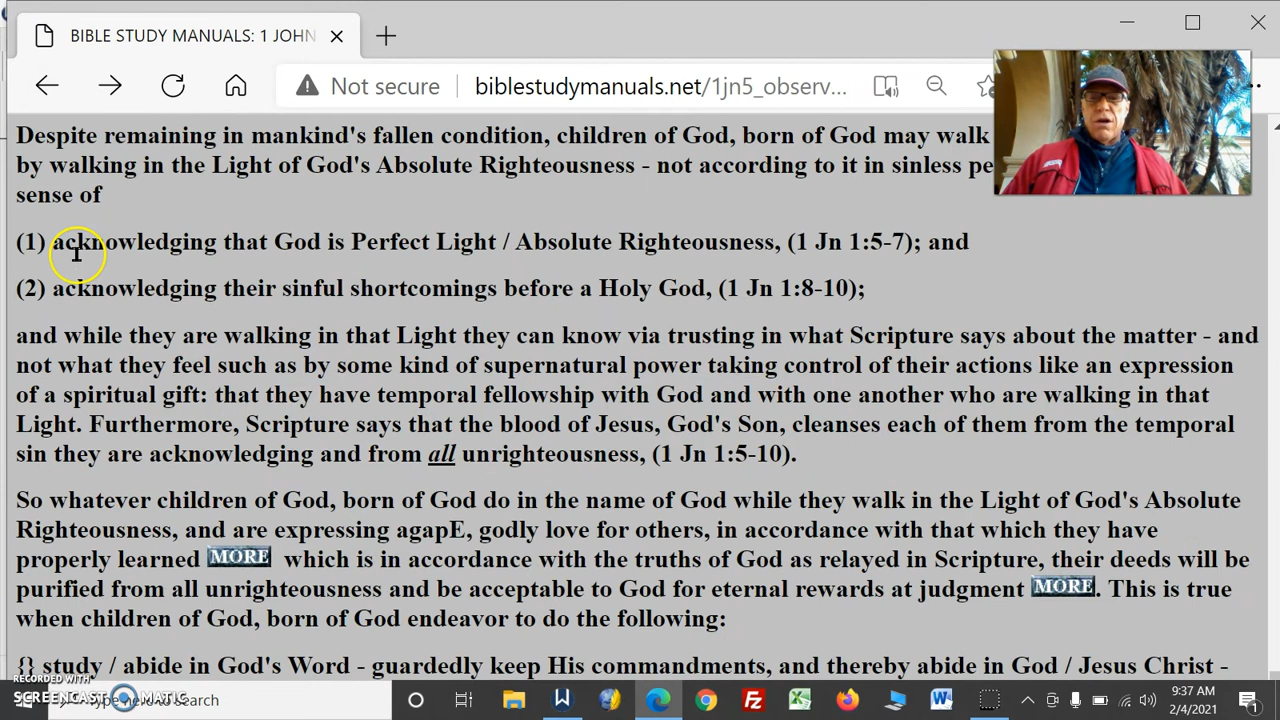 BIBLE STUDY MANUALS: 1 JOHN
Not secure
biblestudymanuals.net/1jn5_observ...
Despite remaining in mankind's fallen condition, children of God, born of God may walk
by walking in the Light of God's Absolute Righteousness - not according to it in sinless pe
sense of
(1) acknowledging that God is Perfect Light / Absolute Righteousness, (1 Jn 1:5-7); and
(2) acknowledging their sinful shortcomings before a Holy God, (1 Jn 1:8-10);
and while they are walking in that Light they can know via trusting in what Scripture says about the matter - and
not what they feel such as by some kind of supernatural power taking control of their actions like an expression
of a spiritual gift: that they have temporal fellowship with God and with one another who are walking in that
Light. Furthermore, Scripture says that the blood of Jesus, God's Son, cleanses each of them from the temporal
sin they are acknowledging and from all unrighteousness, (1 Jn 1:5-10).
So whatever children of God, born of God do in the name of God while they walk in the Light of God's Absolute
Righteousness, and are expressing agapE, godly love for others, in accordance with that which they have
properly learned MORE which is in accordance with the truths of God as relayed in Scripture, their deeds will be
purified from all unrighteousness and be acceptable to God for eternal rewards at judgment MORE. This is true
when children of God, born of God endeavor to do the following:
{} study / abide in God's Word - guardedly keep His commandments, and thereby abide in God / Jesus Christ -
RECORDED WITH
SCREENCAST MATIC
Type here to search
9:37 AM
2/4/2021